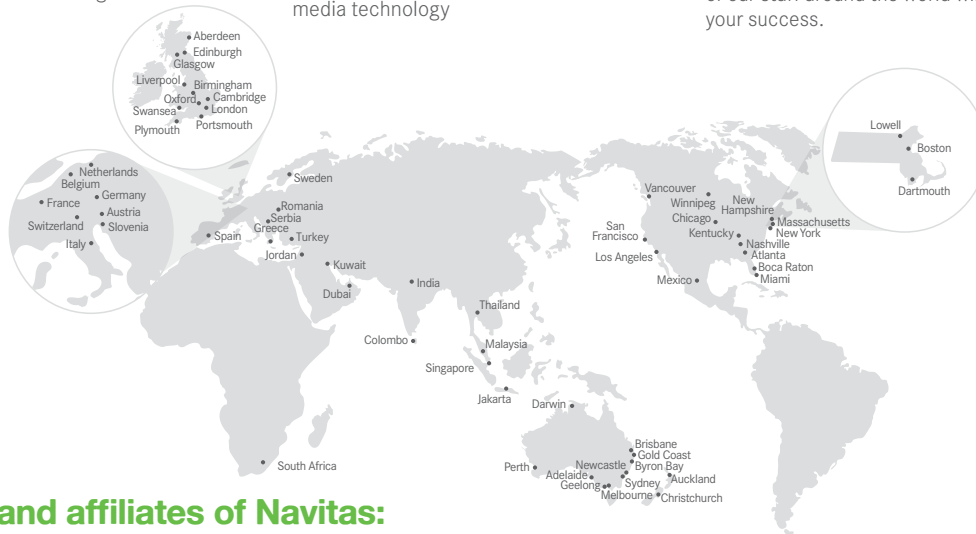 media technology
your success.
Aberdeen
Edinburgh
Glasgow
Liverpool
Birmingham
Oxford
Cambridge
Swansea
London
Plymouth
Portsmouth
Netherlands
Belgium
France
Germany
Switzerland
Austria
Slovenia
Italy
Spain
Sweden
Romania
Serbia
Greece
Turkey
Jordan
Kuwait
Dubai
India
Colombo
Thailand
Malaysia
Singapore
Jakarta
South Africa
Darwin
Perth
Adelaide
Geelong
Melbourne
Newcastle
Sydney
Brisbane
Gold Coast
Byron Bay
Auckland
Christchurch
Vancouver
Winnipeg
New
Hampshire
Chicago
Massachusetts
New York
Kentucky
Nashville
Atlanta
San
Francisco
Los Angeles
Boca Raton
Miami
Mexico
Lowell
Boston
Dartmouth
and affiliates of Navitas: